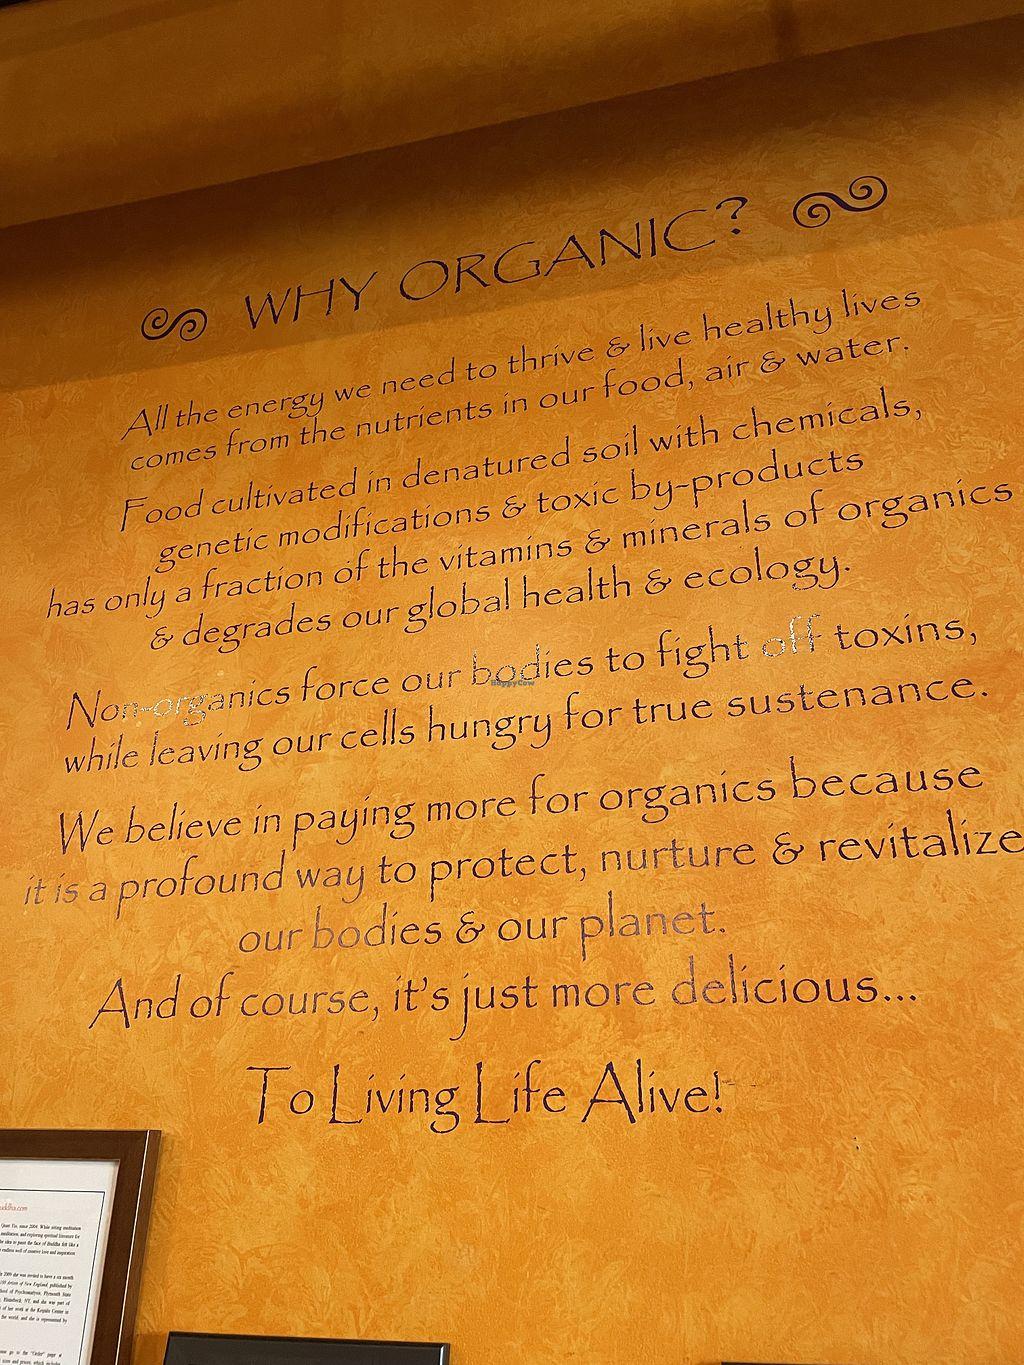 WHY ORGANIC?
All the energy we need to thrive & live healthy lives
comes from the nutrients in our food, air & water.
Food cultivated in denatured soil with chemicals,
genetic modifications & toxic by-products
has only a fraction of the vitamins & minerals of organics
& degrades our global health & ecology.
Non-organics force our bodies to fight off toxins,
while leaving our cells hungry for true sustenance.
We believe in paying more for organics because
it is a profound way to protect, nurture & revitalize
our bodies & our planet.
And of course, it's just more delicious...
To Living Life Alive!
HappyCow